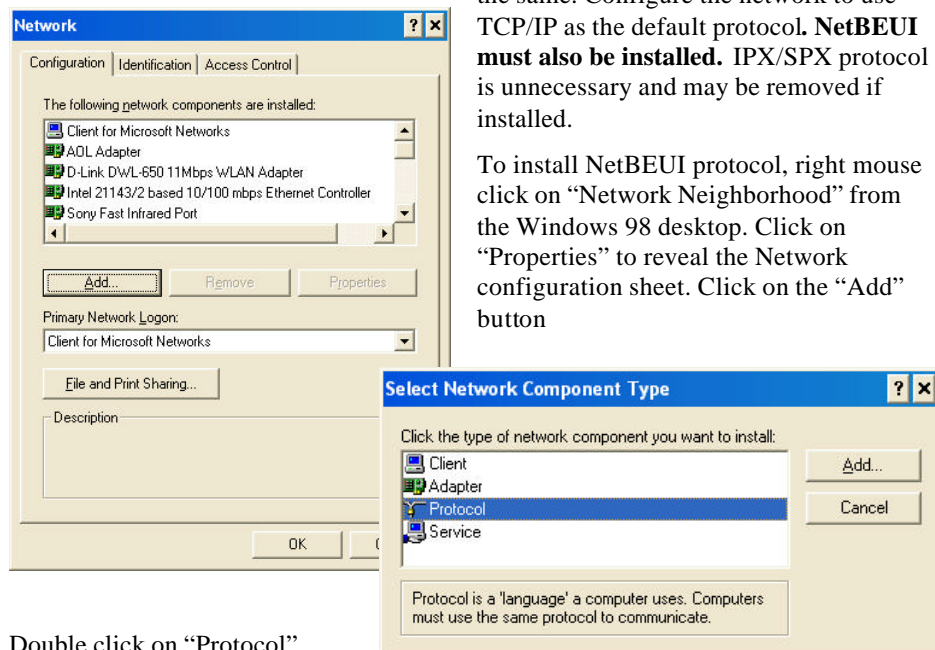 the same. Configure the network to use
TCP/IP as the default protocol. NetBEUI
must also be installed. IPX/SPX protocol
is unnecessary and may be removed if
installed.
To install NetBEUI protocol, right mouse
click on “Network Neighborhood” from
the Windows 98 desktop. Click on
“Properties” to reveal the Network
configuration sheet. Click on the “Add”
button
Network
Configuration
Identification
Access Control
The following network components are installed:
Client for Microsoft Networks
AOL Adapter
D-Link DWL-650 11Mbps WLAN Adapter
Intel 21143/2 based 10/100 mbps Ethernet Controller
Sony Fast Infrared Port
Add...
Remove
Properties
Primary Network Logon:
Client for Microsoft Networks
File and Print Sharing...
Description
OK
Select Network Component Type
Click the type of network component you want to install:
Client
Adapter
Protocol
Service
Add...
Cancel
Protocol is a 'language' a computer uses. Computers
must use the same protocol to communicate.
Double click on “Protocol”